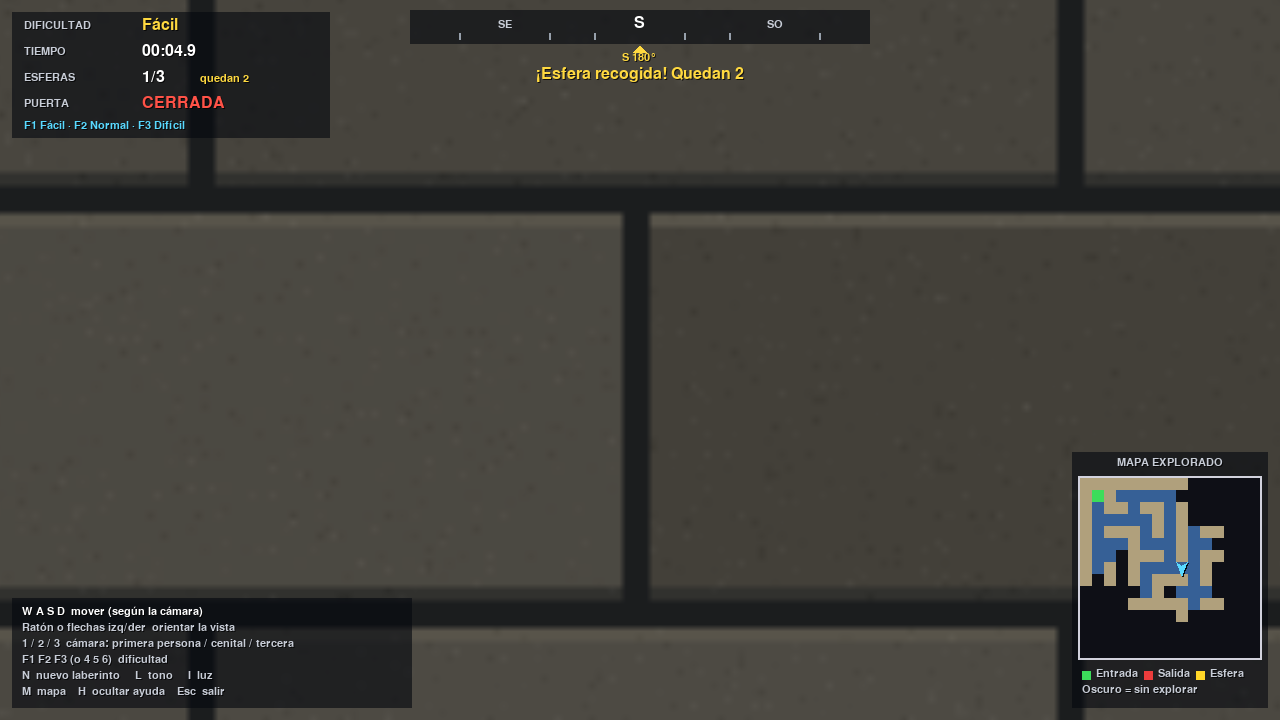 DIFICULTAD Fácil
TIEMPO 00:04.9
ESFERAS 1/3 quedan 2
PUERTA CERRADA
F1 Fácil · F2 Normal · F3 Difícil
SE S SO
S 180°
¡Esfera recogida! Quedan 2
W A S D mover (según la cámara)
Ratón o flechas izq/der orientar la vista
1 / 2 / 3 cámara: primera persona / cenital / tercera
F1 F2 F3 (o 4 5 6) dificultad
N nuevo laberinto L tono I luz
M mapa H ocultar ayuda Esc salir
MAPA EXPLORADO
Entrada Salida Esfera
Oscuro = sin explorar